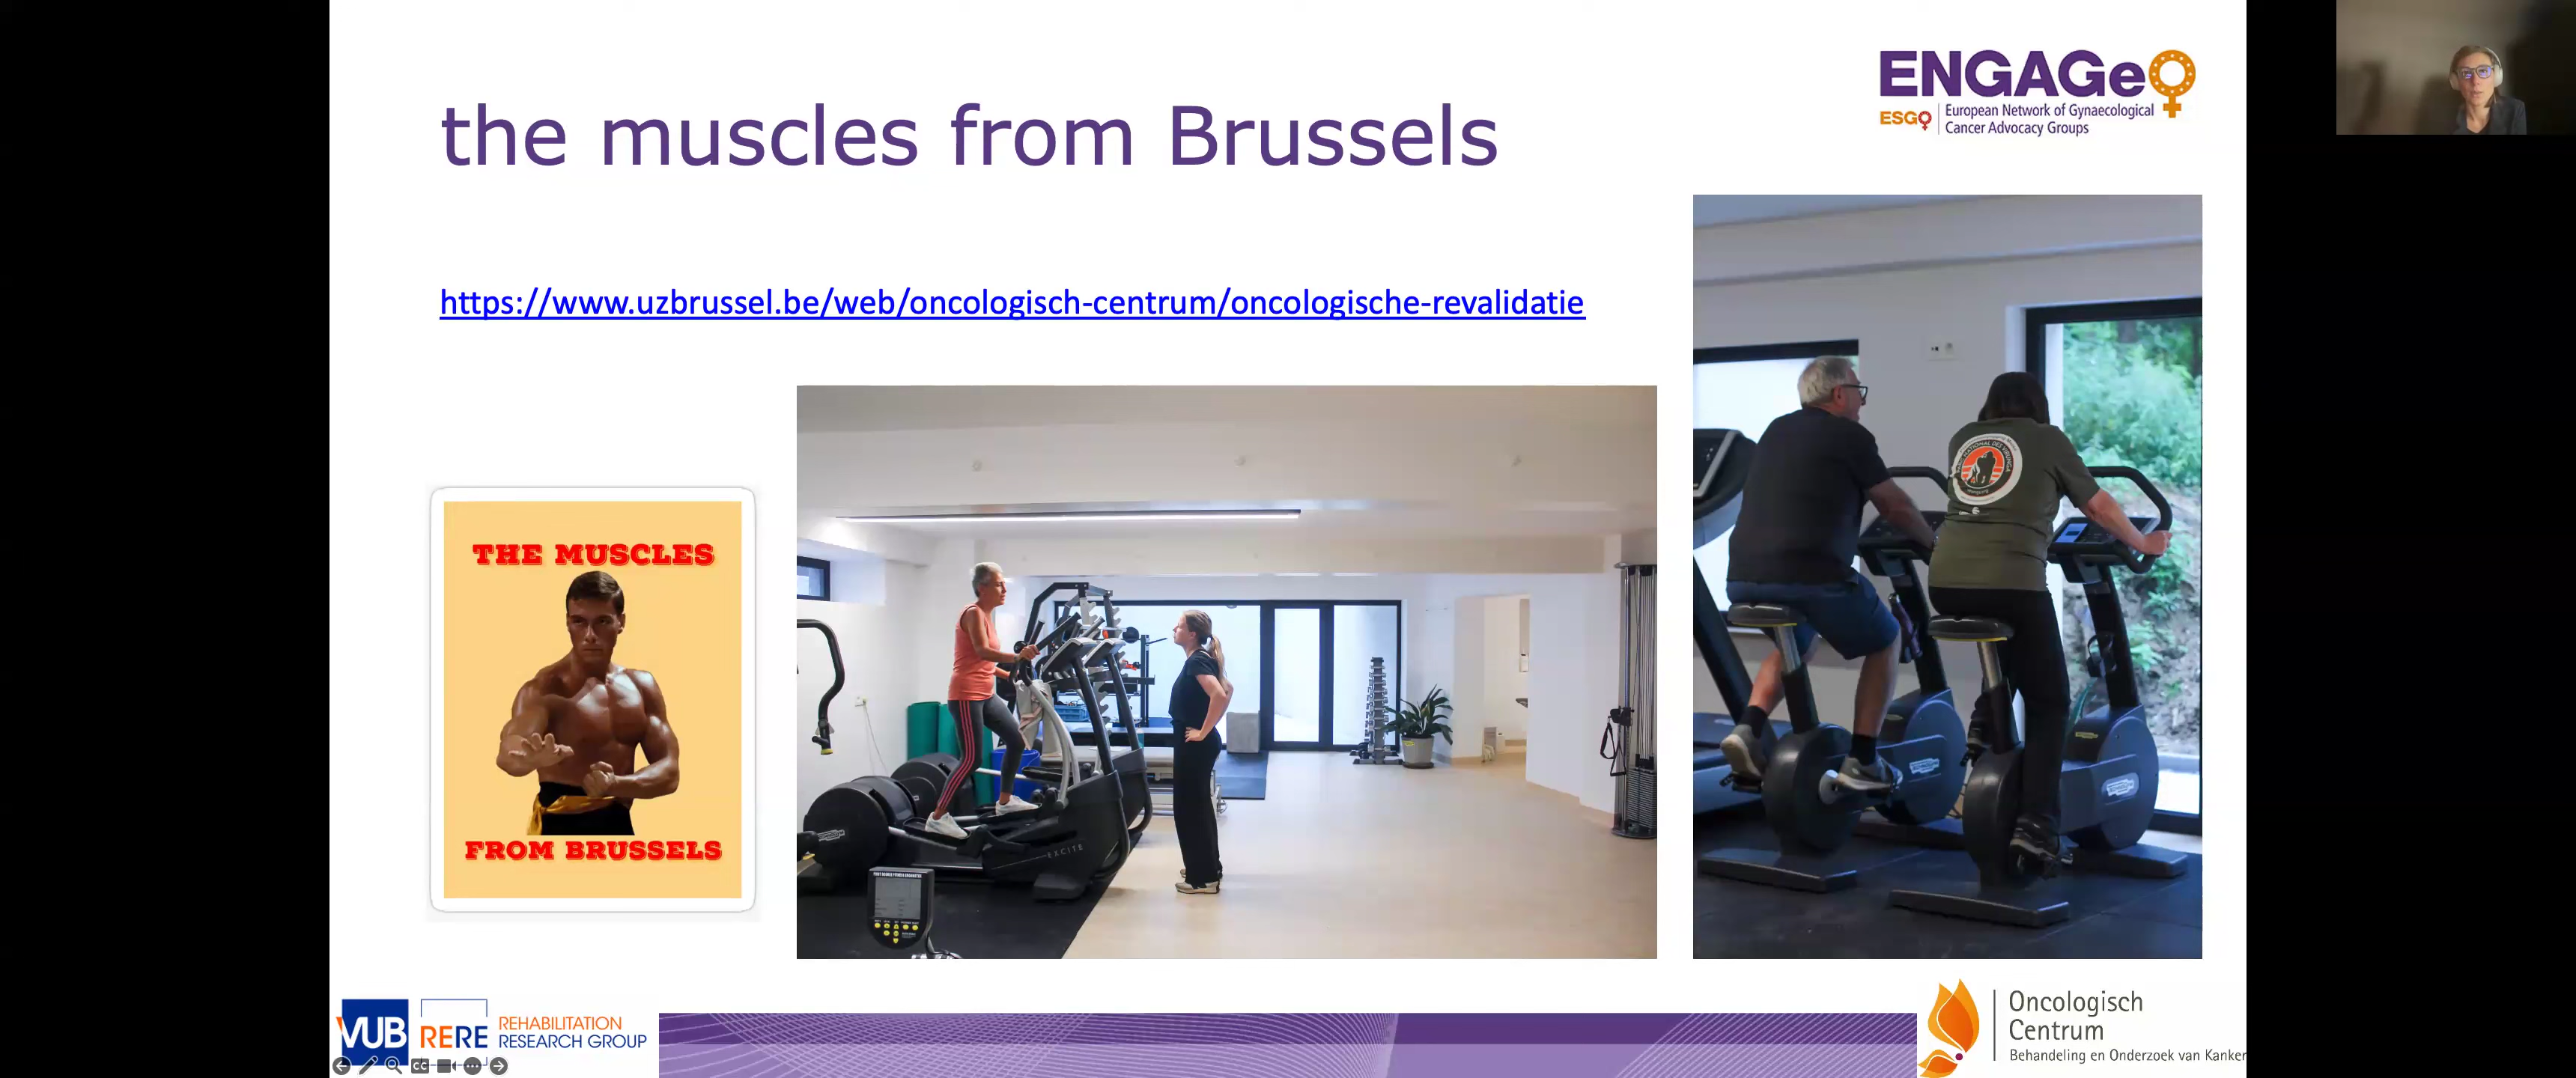 the muscles from Brussels
ENGAGe
ESGO
European Network of Gynaecological
Cancer Advocacy Groups
https://www.uzbrussel.be/web/oncologisch-centrum/oncologische-revalidatie
THE MUSCLES
FROM BRUSSELS
EXCITE
VUB
RERE
REHABILITATION
RESEARCH GROUP
CC
Oncologisch
Centrum
Behandeling en Onderzoek van Kanker